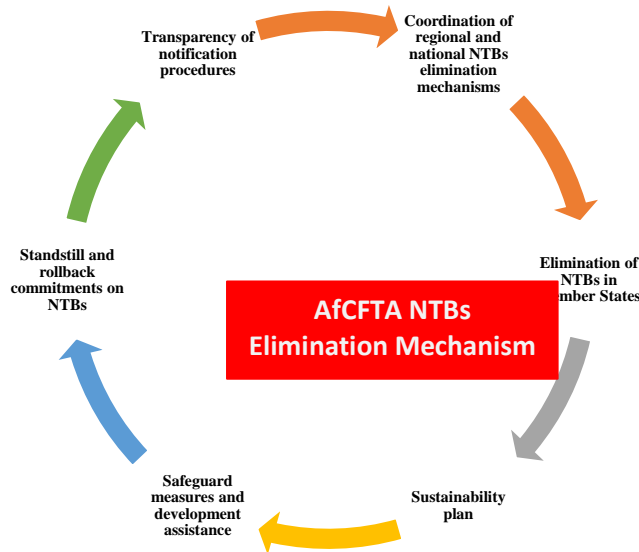 Transparency of
notification
procedures
Coordination of
regional and
national NTBs
elimination
mechanisms
Elimination of
NTBs in
ember States
Sustainability
plan
Safeguard
measures and
development
assistance
Standstill and
rollback
commitments on
NTBs
AfCFTA NTBs
Elimination Mechanism